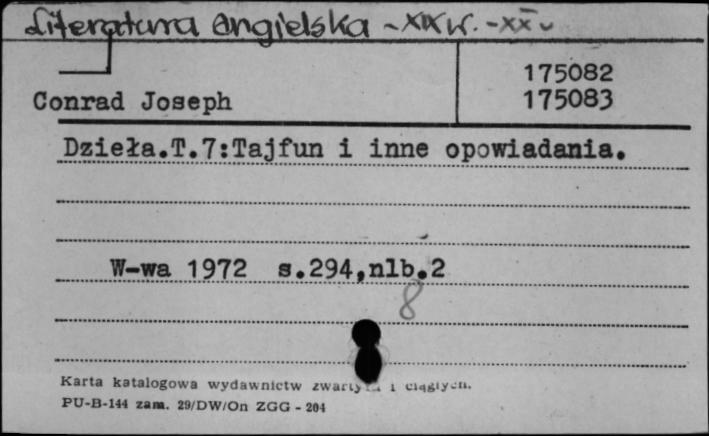 Literatura angielska - XIX w. - XX w
175082
Conrad Joseph 175083
Dzieła.T.7:Tajfun i inne opowiadania.
W-wa 1972 s.294,nlb.2
8
Karta katalogowa wydawnictw i ciągłych.
PU-B-144 zam. 29/DW/On ZGG - 204